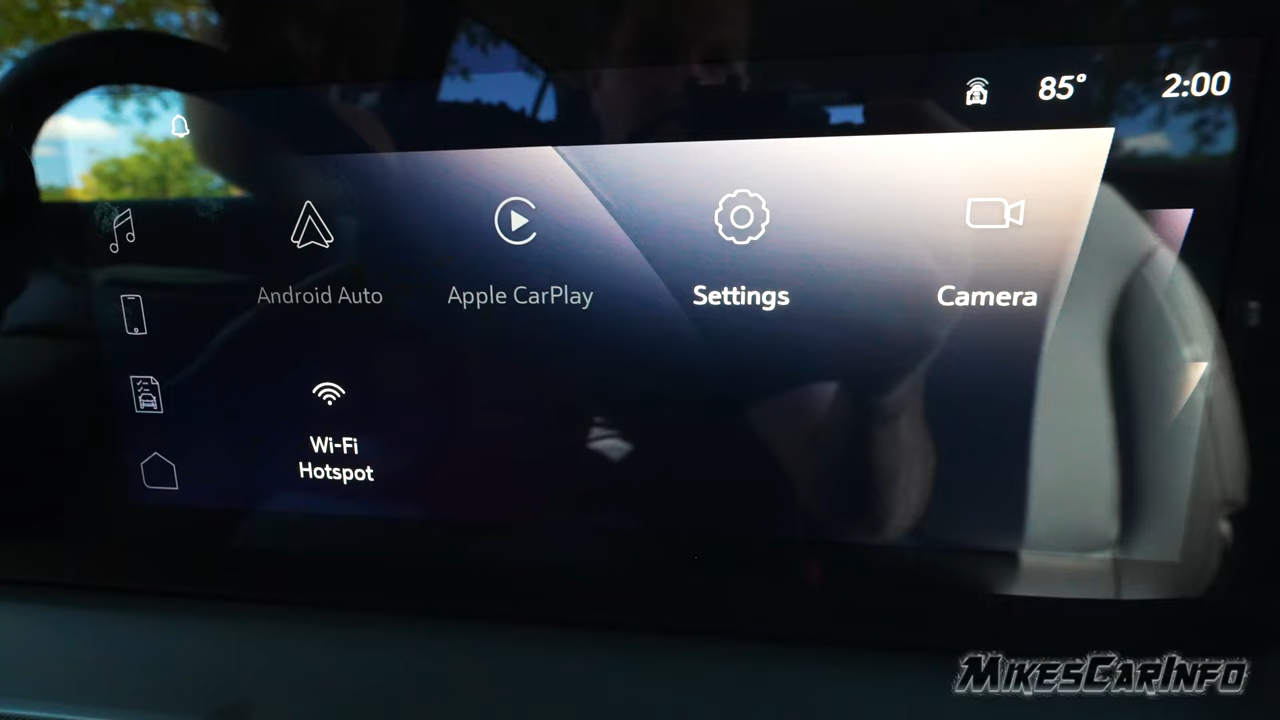 85° 2:00
Android Auto Apple CarPlay Settings Camera
Wi-Fi
Hotspot
MIKESCARINFO